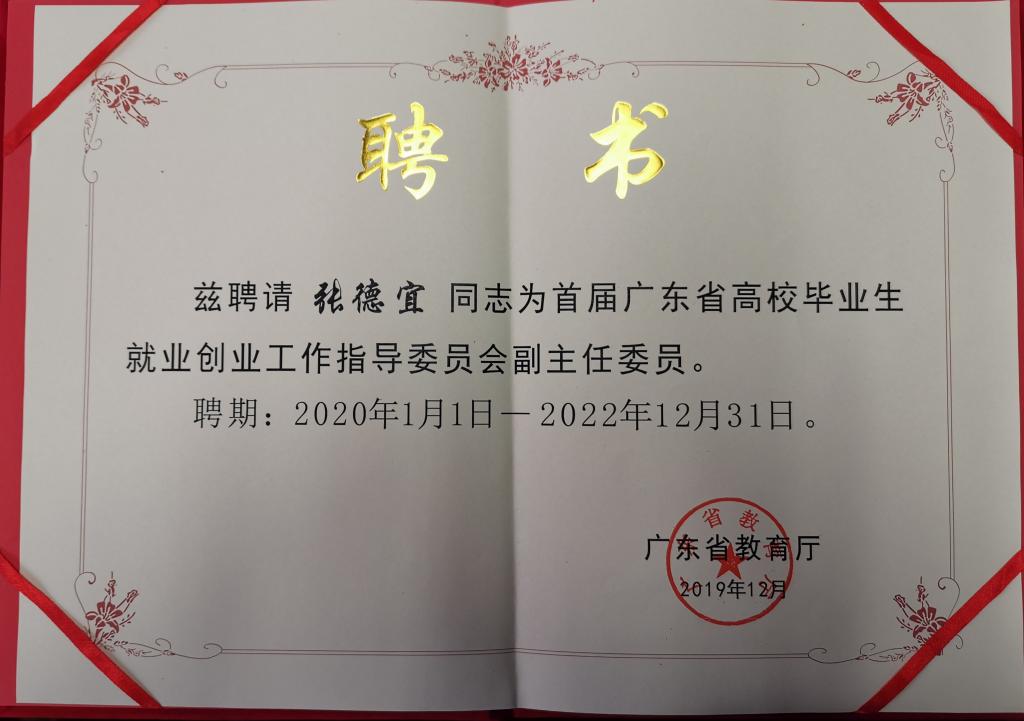 聘书
兹聘请 张德宜 同志为首届广东省高校毕业生
就业创业工作指导委员会副主任委员。
聘期：2020年1月1日－2022年12月31日。
广东省教育厅
2019年12月